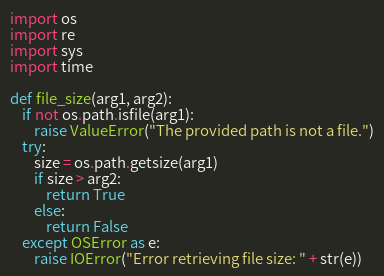 import os
import re
import sys
import time

def file_size(arg1, arg2):
    if not os.path.isfile(arg1):
        raise ValueError("The provided path is not a file.")
    try:
        size = os.path.getsize(arg1)
        if size > arg2:
            return True
        else:
            return False
    except OSError as e:
        raise IOError("Error retrieving file size: " + str(e))